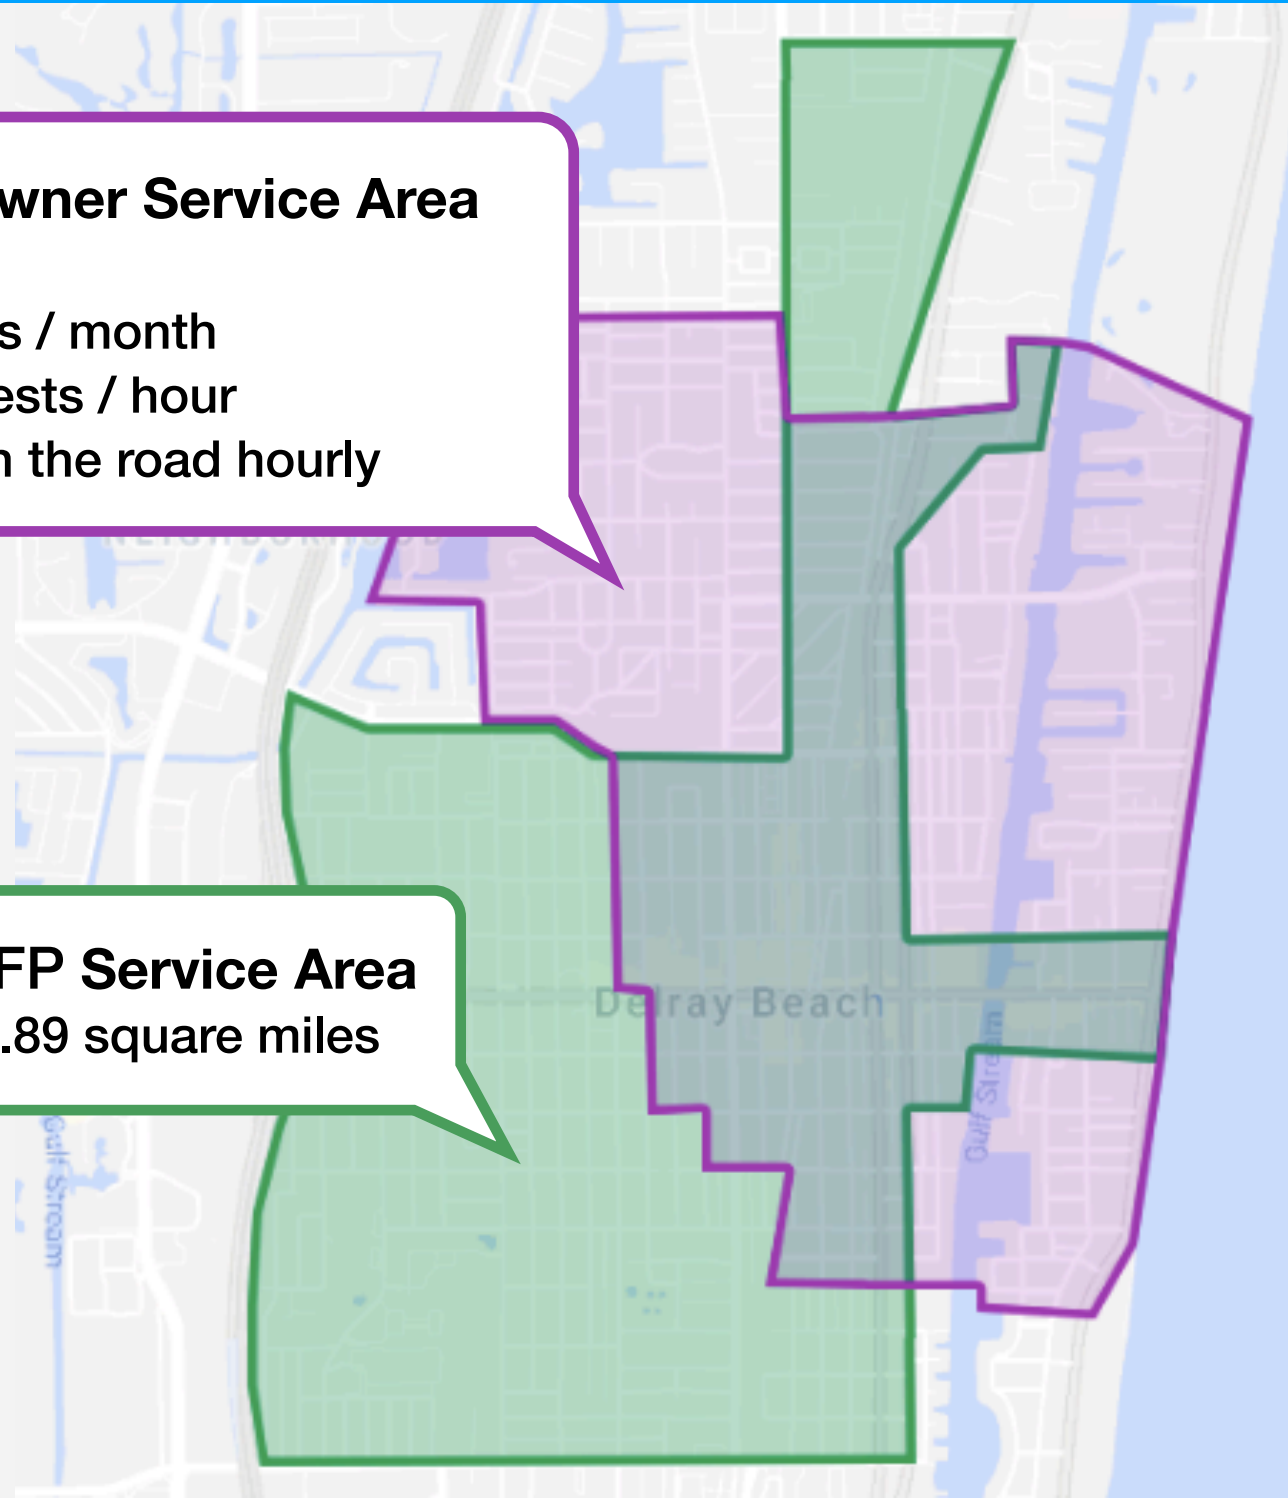 wner Service Area
s / month
ests / hour
n the road hourly
NEIGHBORHOOD
FP Service Area
.89 square miles
Delray Beach
Gulf Stream
Gulf Stream